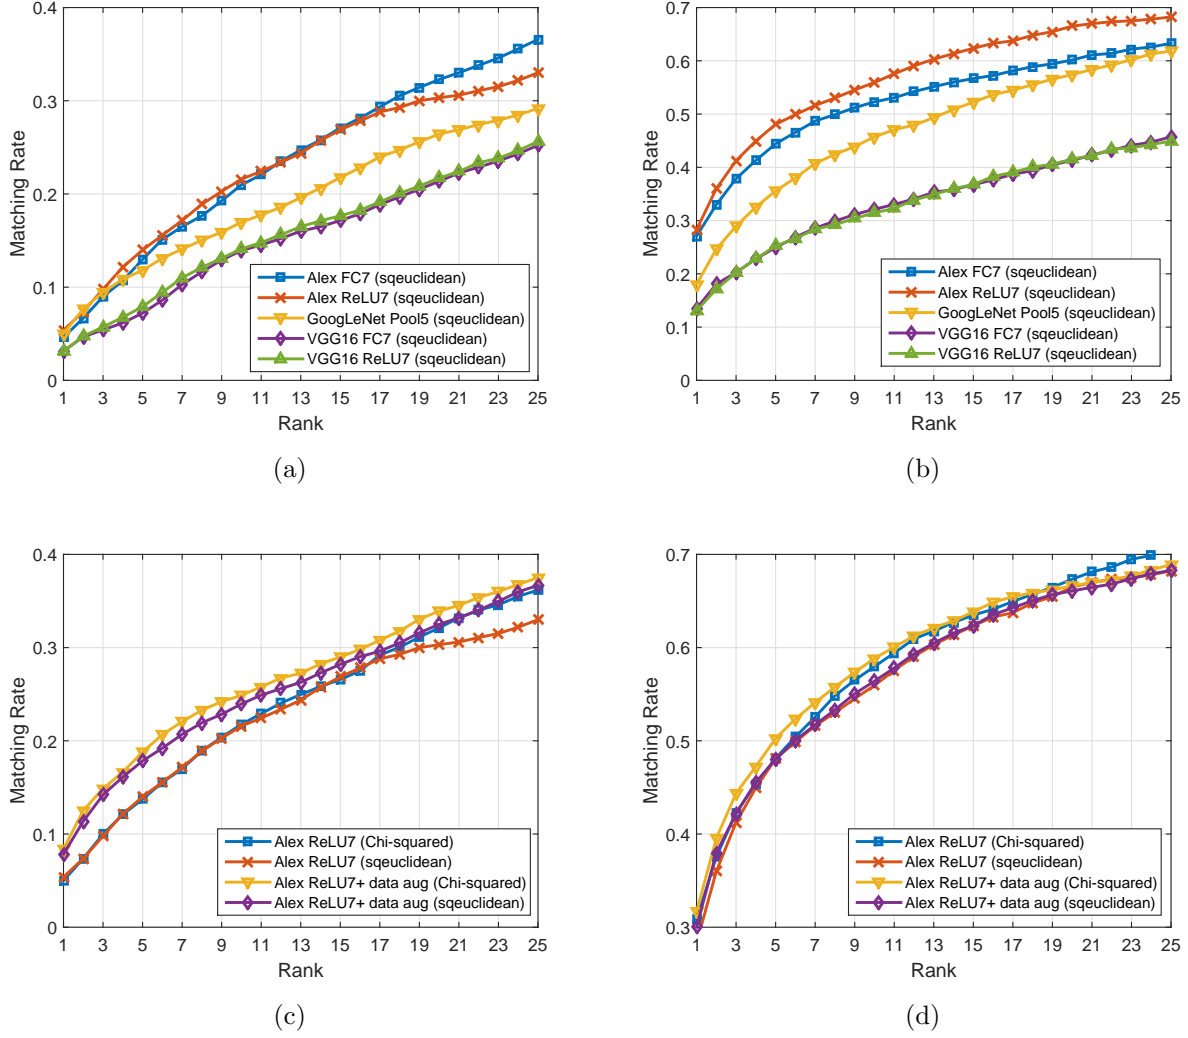 0.4
0.3
0.2
0.1
0
Matching Rate
1 3 5 7 9 11 13 15 17 19 21 23 25
Rank
Alex FC7 (sqeuclidean)
Alex ReLU7 (sqeuclidean)
GoogLeNet Pool5 (sqeuclidean)
VGG16 FC7 (sqeuclidean)
VGG16 ReLU7 (sqeuclidean)
(a)
0.7
0.6
0.5
0.4
0.3
0.2
0.1
0
Matching Rate
1 3 5 7 9 11 13 15 17 19 21 23 25
Rank
Alex FC7 (sqeuclidean)
Alex ReLU7 (sqeuclidean)
GoogLeNet Pool5 (sqeuclidean)
VGG16 FC7 (sqeuclidean)
VGG16 ReLU7 (sqeuclidean)
(b)
0.4
0.3
0.2
0.1
0
Matching Rate
1 3 5 7 9 11 13 15 17 19 21 23 25
Rank
Alex ReLU7 (Chi-squared)
Alex ReLU7 (sqeuclidean)
Alex ReLU7+ data aug (Chi-squared)
Alex ReLU7+ data aug (sqeuclidean)
(c)
0.7
0.6
0.5
0.4
0.3
Matching Rate
1 3 5 7 9 11 13 15 17 19 21 23 25
Rank
Alex ReLU7 (Chi-squared)
Alex ReLU7 (sqeuclidean)
Alex ReLU7+ data aug (Chi-squared)
Alex ReLU7+ data aug (sqeuclidean)
(d)